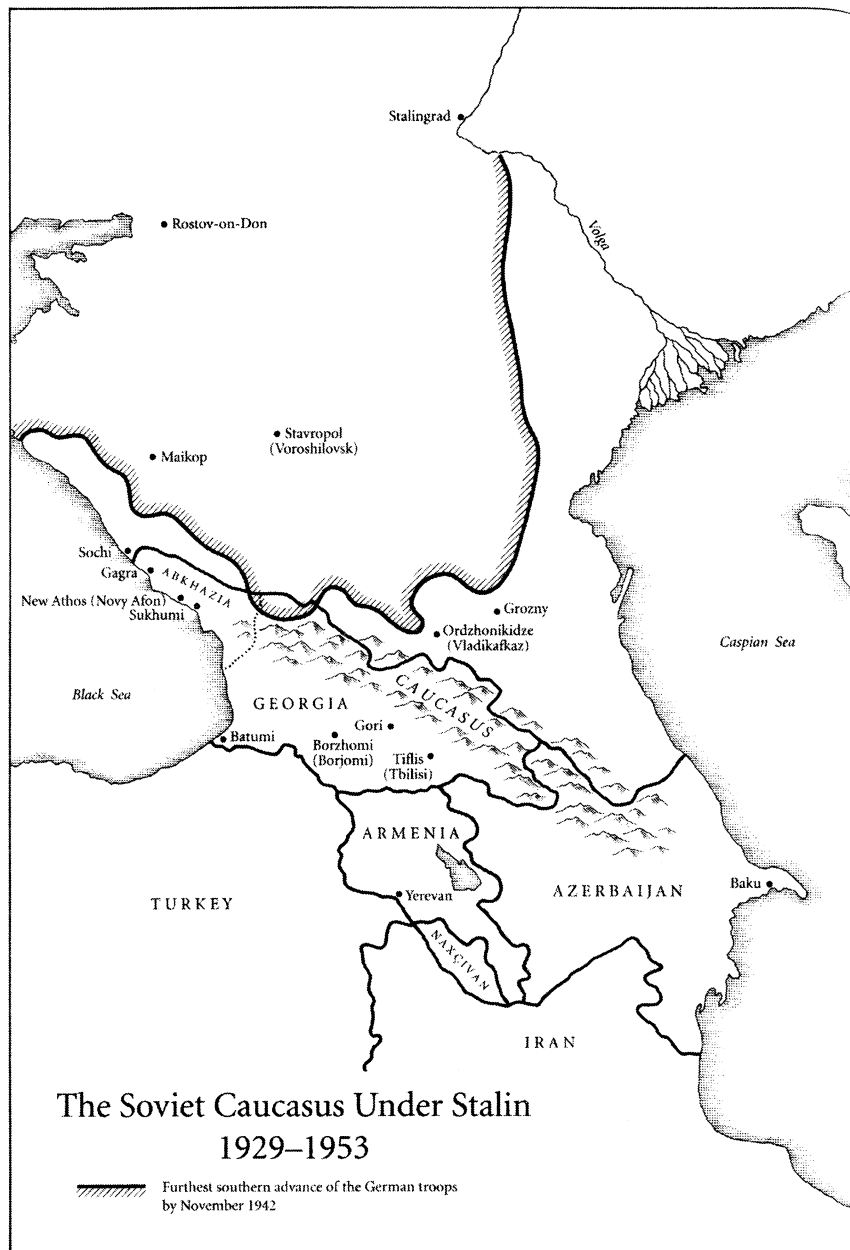 Stalingrad
Rostov-on-Don
Volga
Stavropol
(Voroshilovsk)
Maikop
Sochi
Gagra
ABKHAZIA
New Athos (Novy Afon)
Sukhumi
Grozny
Ordzhonikidze
(Vladikafkaz)
Caspian Sea
Black Sea
GEORGIA
CAUCASUS
Gori
Batumi
Borzhomi
(Borjomi)
Tiflis
(Tbilisi)
ARMENIA
TURKEY
Yerevan
AZERBAIJAN
Baku
NAXÇIVAN
IRAN
The Soviet Caucasus Under Stalin
1929–1953
Furthest southern advance of the German troops
by November 1942